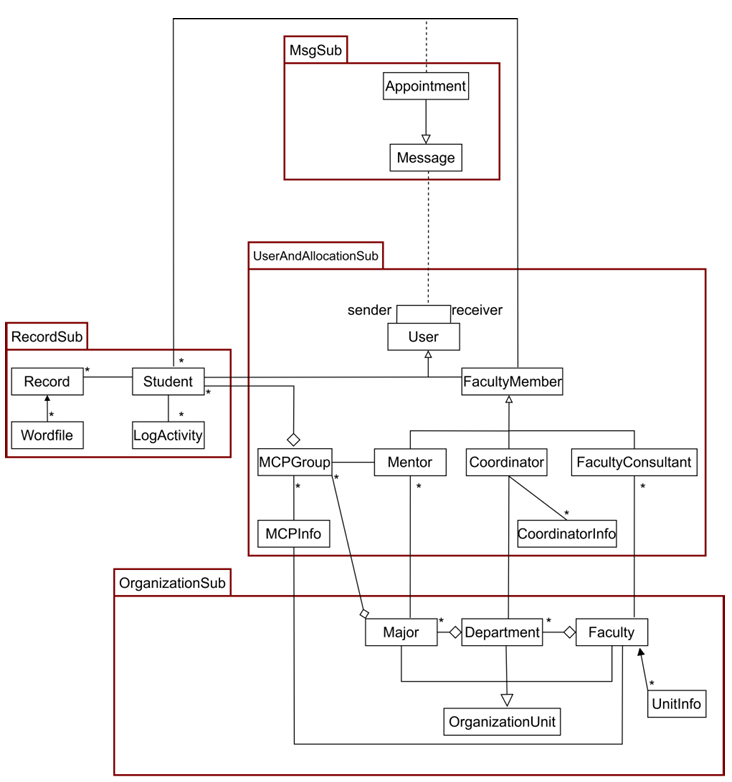 MsgSub
Appointment
Message
UserAndAllocationSub
sender
receiver
User
RecordSub
*
Record
*
Student
*
FacultyMember
*
*
Wordfile
LogActivity
MCPGroup
*
*
Mentor
*
Coordinator
FacultyConsultant
*
*
MCPInfo
CoordinatorInfo
OrganizationSub
Major
*
Department
*
Faculty
*
UnitInfo
OrganizationUnit